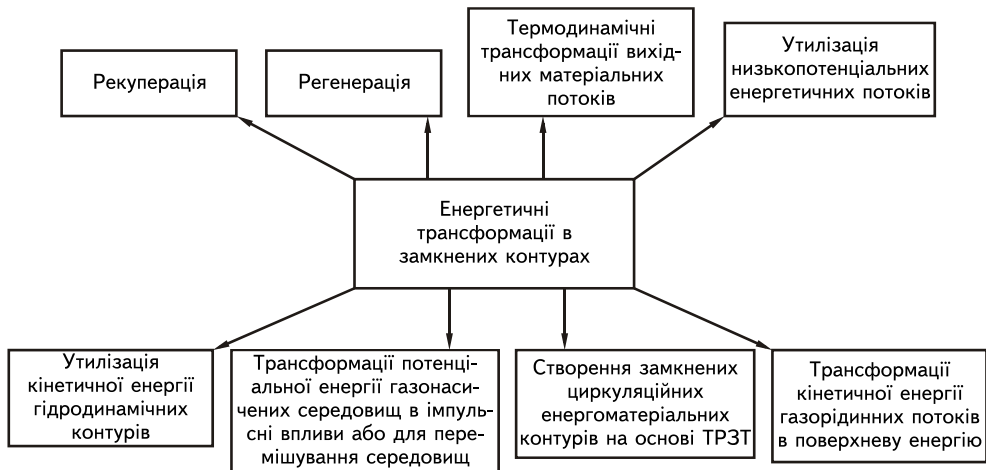 Рекуперація
Регенерація
Термодинамічні
трансформації вихід-
них матеріальних
потоків
Утилізація
низькопотенціальних
енергетичних потоків
Енергетичні
трансформації в
замкнених контурах
Утилізація
кінетичної енергії
гідродинамічних
контурів
Трансформації потенці-
альної енергії газонаси-
чених середовищ в імпуль-
сні впливи або для пере-
мішування середовищ
Створення замкнених
циркуляційних
енергоматеріальних
контурів на основі ТРЗТ
Трансформації
кінетичної енергії
газорідинних потоків
в поверхневу енергію